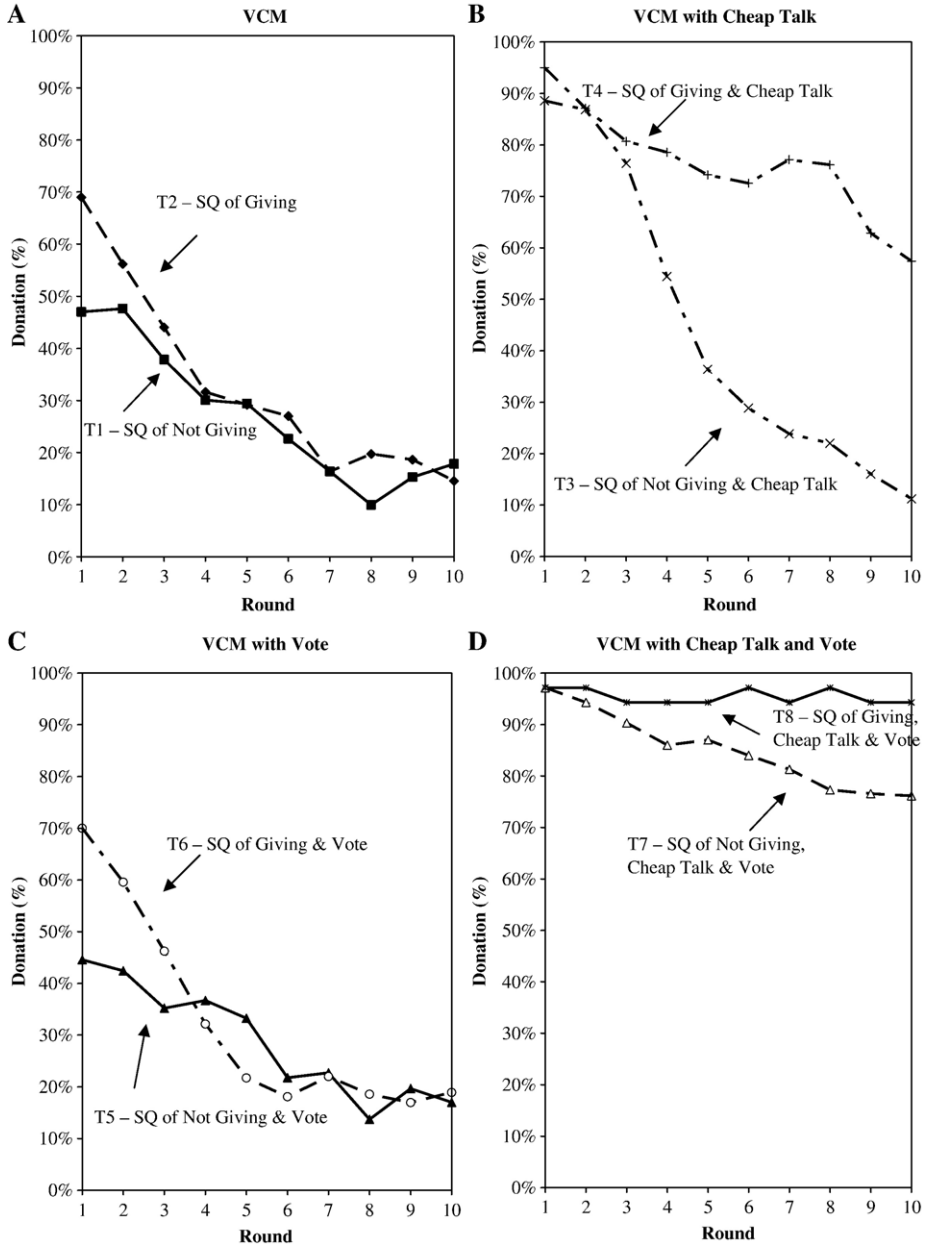 A
VCM
100%
90%
80%
70%
60%
50%
40%
30%
20%
10%
0%
Donation (%)
T2 – SQ of Giving
T1 – SQ of Not Giving
1 2 3 4 5 6 7 8 9 10
Round
B
VCM with Cheap Talk
100%
90%
80%
70%
60%
50%
40%
30%
20%
10%
0%
Donation (%)
T4 – SQ of Giving & Cheap Talk
T3 – SQ of Not Giving & Cheap Talk
1 2 3 4 5 6 7 8 9 10
Round
C
VCM with Vote
100%
90%
80%
70%
60%
50%
40%
30%
20%
10%
0%
Donation (%)
T6 – SQ of Giving & Vote
T5 – SQ of Not Giving & Vote
1 2 3 4 5 6 7 8 9 10
Round
D
VCM with Cheap Talk and Vote
100%
90%
80%
70%
60%
50%
40%
30%
20%
10%
0%
Donation (%)
T8 – SQ of Giving,
Cheap Talk & Vote
T7 – SQ of Not Giving,
Cheap Talk & Vote
1 2 3 4 5 6 7 8 9 10
Round